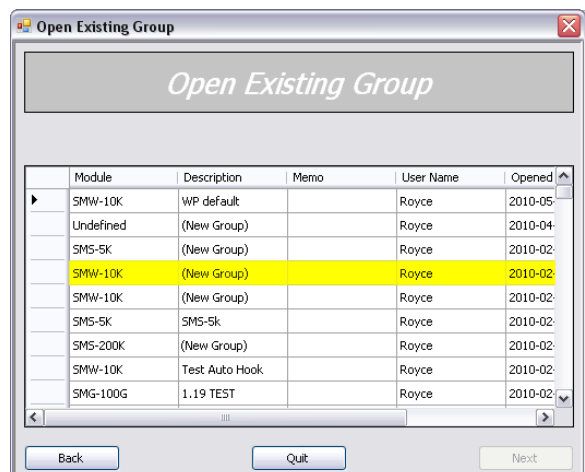 Open Existing Group
Open Existing Group
Module Description Memo User Name Opened
SMW-10K WP default Royce 2010-05-
Undefined (New Group) Royce 2010-04-
SMS-5K (New Group) Royce 2010-02-
SMW-10K (New Group) Royce 2010-02-
SMW-10K (New Group) Royce 2010-02-
SMS-5K SMS-5k Royce 2010-02-
SMS-200K (New Group) Royce 2010-02-
SMW-10K Test Auto Hook Royce 2010-02-
SMG-100G 1.19 TEST Royce 2010-02-
Back Quit Next